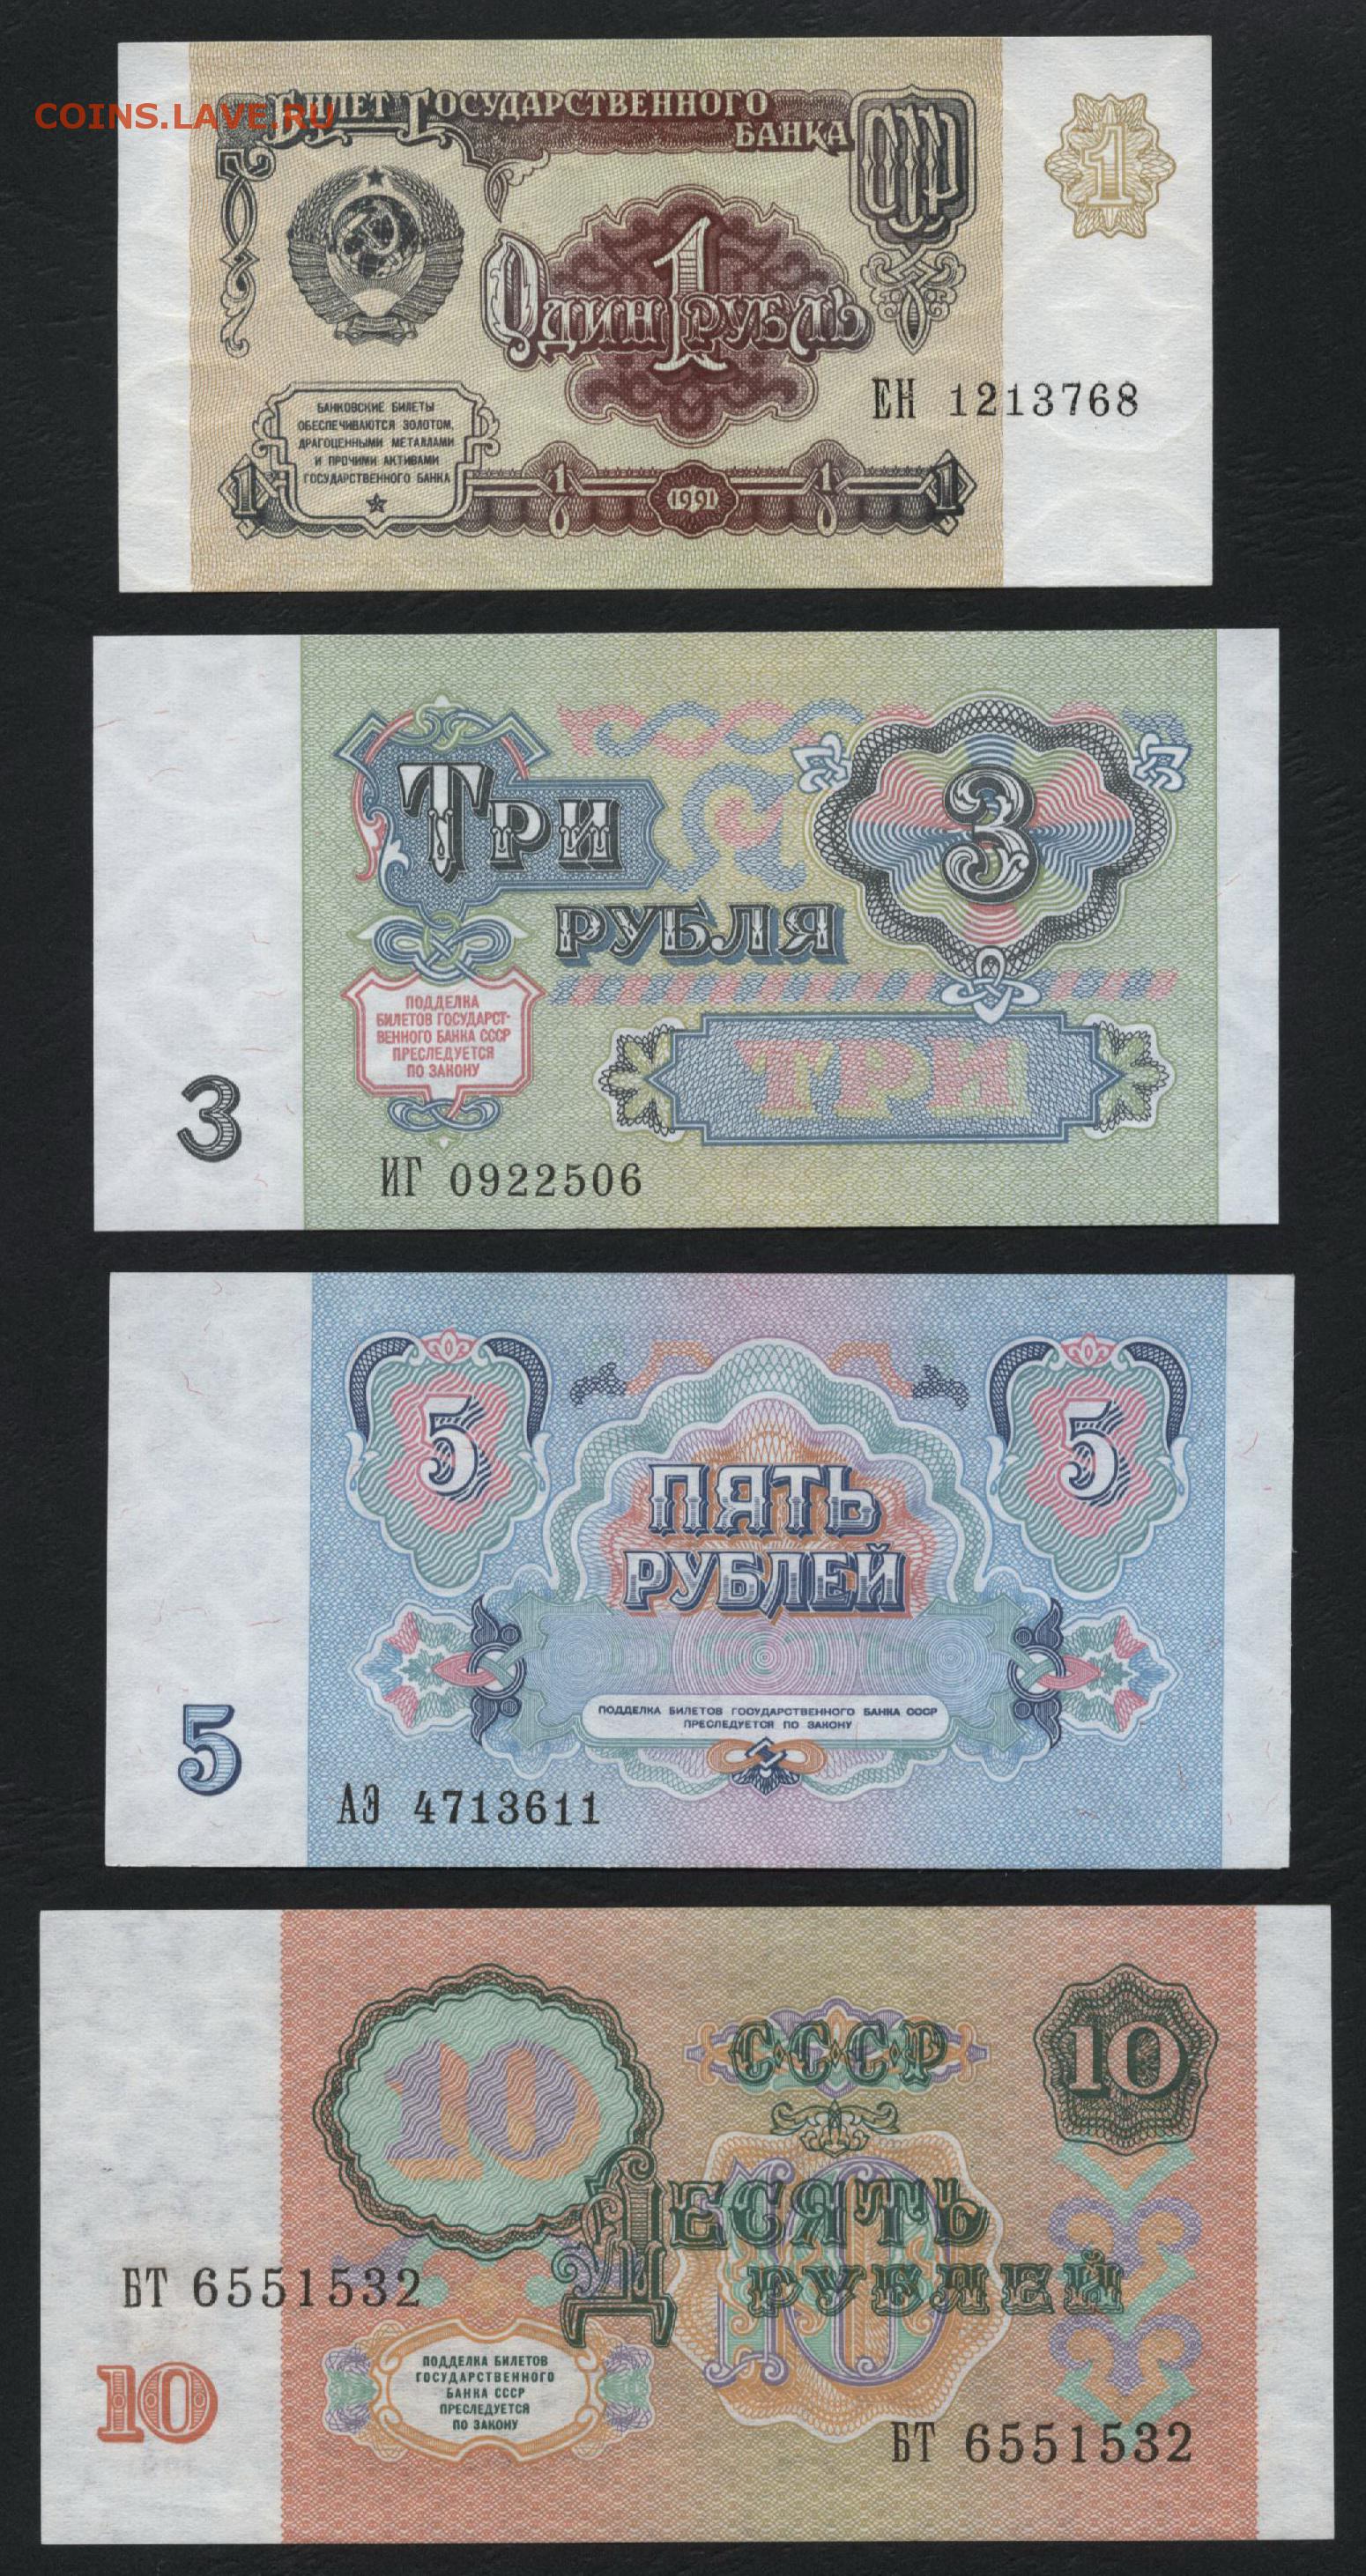 COINS.LAVE.RU
БИЛЕТ ГОСУДАРСТВЕННОГО
БАНКА
СССР
1
1
ОДИН РУБЛЬ
ЕН 1213768
БАНКОВСКИЕ БИЛЕТЫ
ОБЕСПЕЧИВАЮТСЯ ЗОЛОТОМ,
ДРАГОЦЕННЫМИ МЕТАЛЛАМИ
И ПРОЧИМИ АКТИВАМИ
ГОСУДАРСТВЕННОГО БАНКА
1 1 1991 1 1
ТРИ
3
РУБЛЯ
ПОДДЕЛКА
БИЛЕТОВ ГОСУДАРСТ-
ВЕННОГО БАНКА СССР
ПРЕСЛЕДУЕТСЯ
ПО ЗАКОНУ
ТРИ
3
ИГ 0922506
5 5
ПЯТЬ
РУБЛЕЙ
ПОДДЕЛКА БИЛЕТОВ ГОСУДАРСТВЕННОГО БАНКА СССР
ПРЕСЛЕДУЕТСЯ ПО ЗАКОНУ
5
АЭ 4713611
10
СССР
10
10
ДЕСЯТЬ
РУБЛЕЙ
БТ 6551532
10
ПОДДЕЛКА БИЛЕТОВ
ГОСУДАРСТВЕННОГО
БАНКА СССР
ПРЕСЛЕДУЕТСЯ
ПО ЗАКОНУ
БТ 6551532